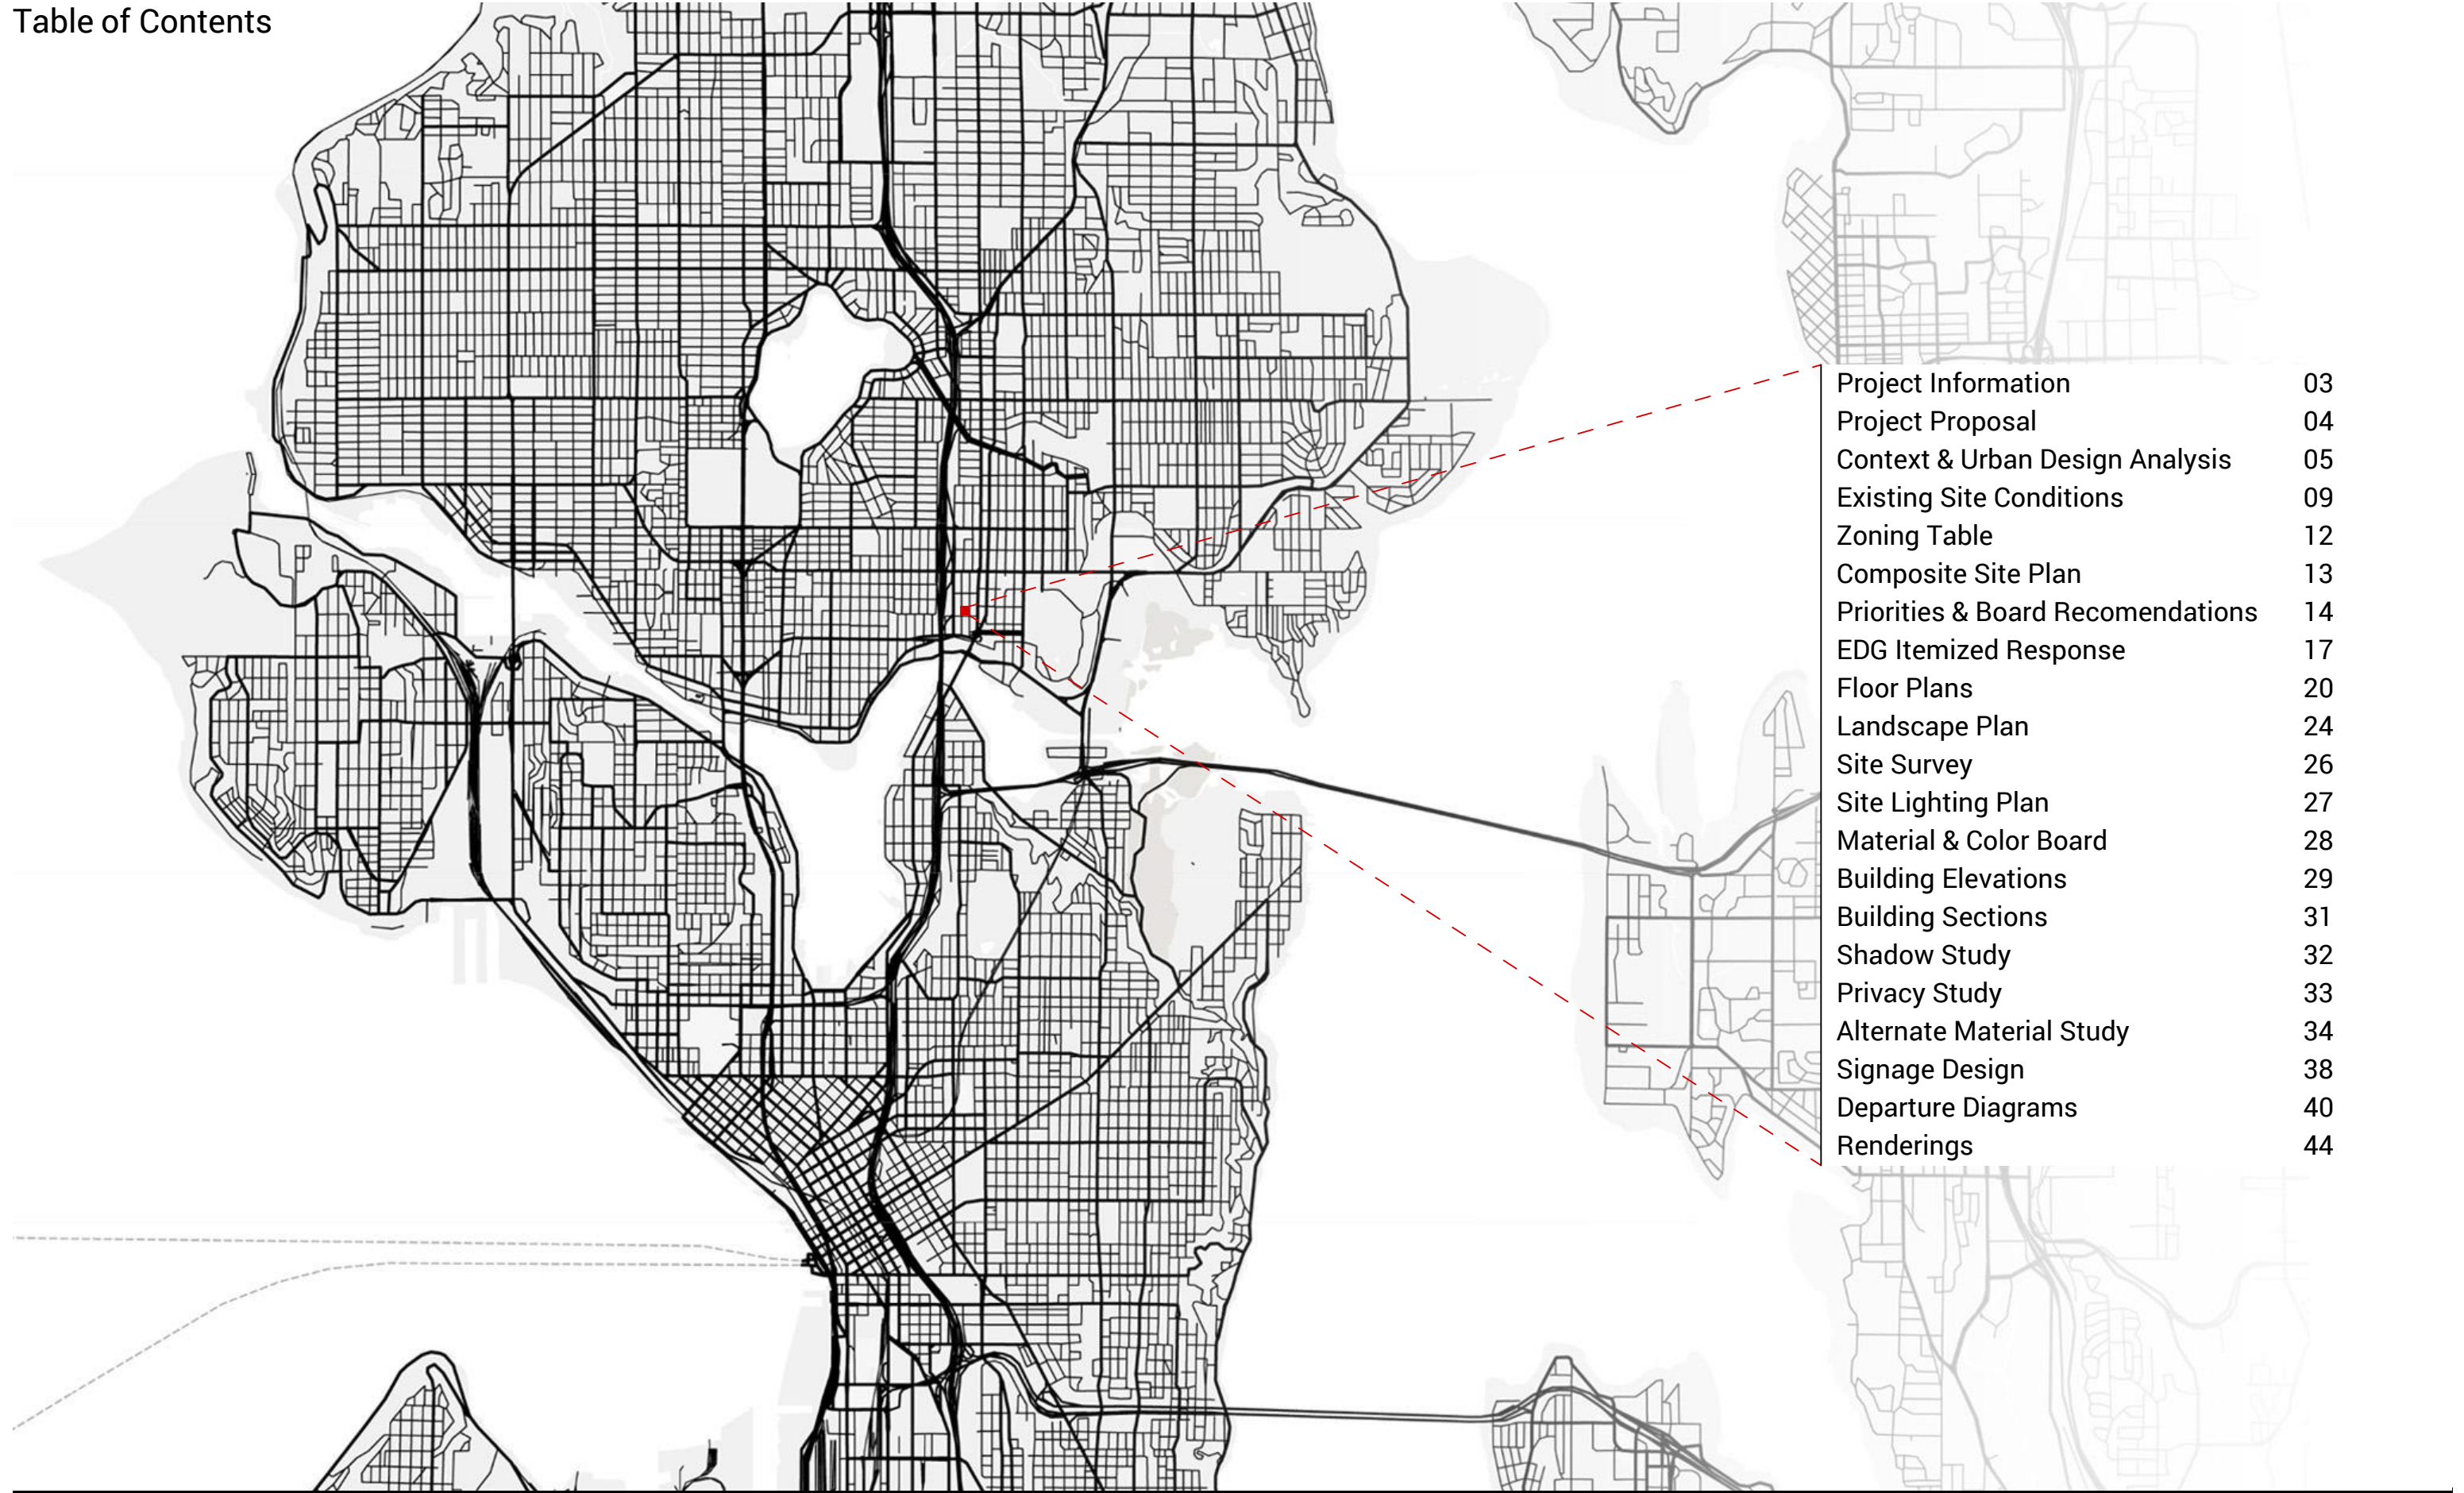 Table of Contents
Project Information 03
Project Proposal 04
Context & Urban Design Analysis 05
Existing Site Conditions 09
Zoning Table 12
Composite Site Plan 13
Priorities & Board Recomendations 14
EDG Itemized Response 17
Floor Plans 20
Landscape Plan 24
Site Survey 26
Site Lighting Plan 27
Material & Color Board 28
Building Elevations 29
Building Sections 31
Shadow Study 32
Privacy Study 33
Alternate Material Study 34
Signage Design 38
Departure Diagrams 40
Renderings 44